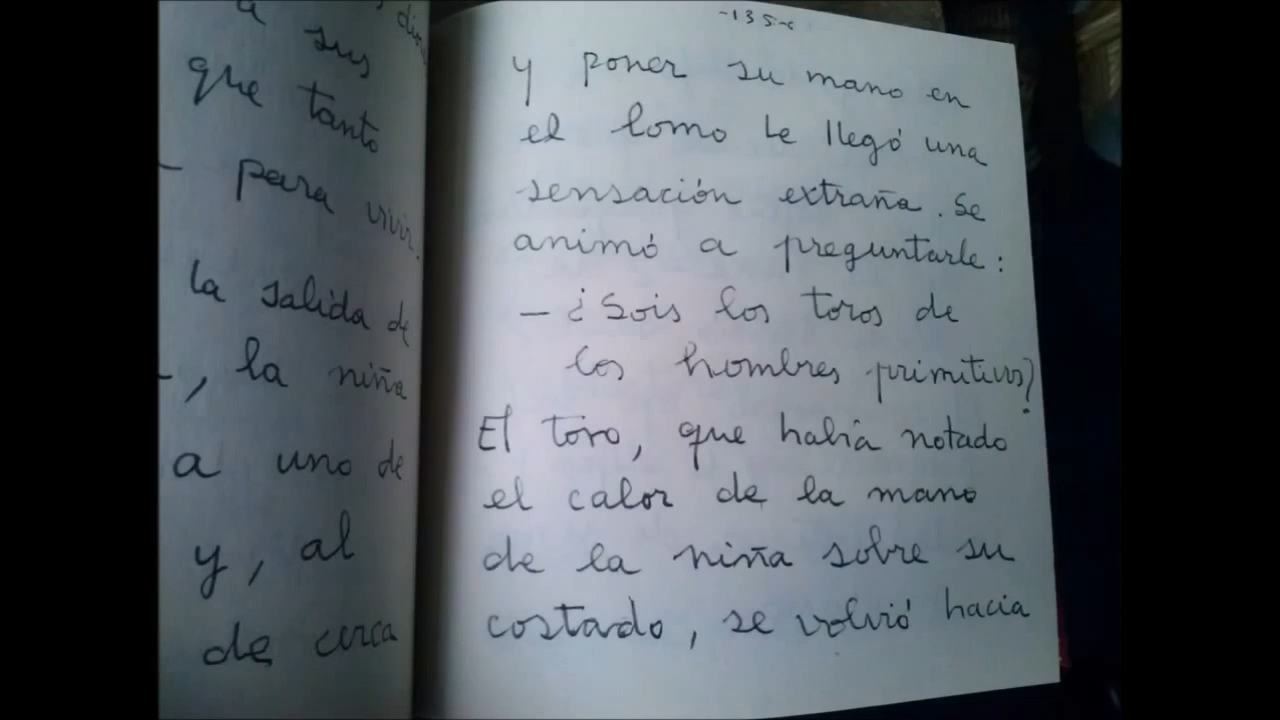 a sus
que tanto
- para vivir.
la salida de
-, la niña
a uno de
y, al
de cerca
-135-
y poner su mano en
el lomo le llegó una
sensación extraña. Se
animó a preguntarle:
— ¿Sois los toros de
los hombres primitivos?
El toro, que había notado
el calor de la mano
de la niña sobre su
costado, se volvió hacia